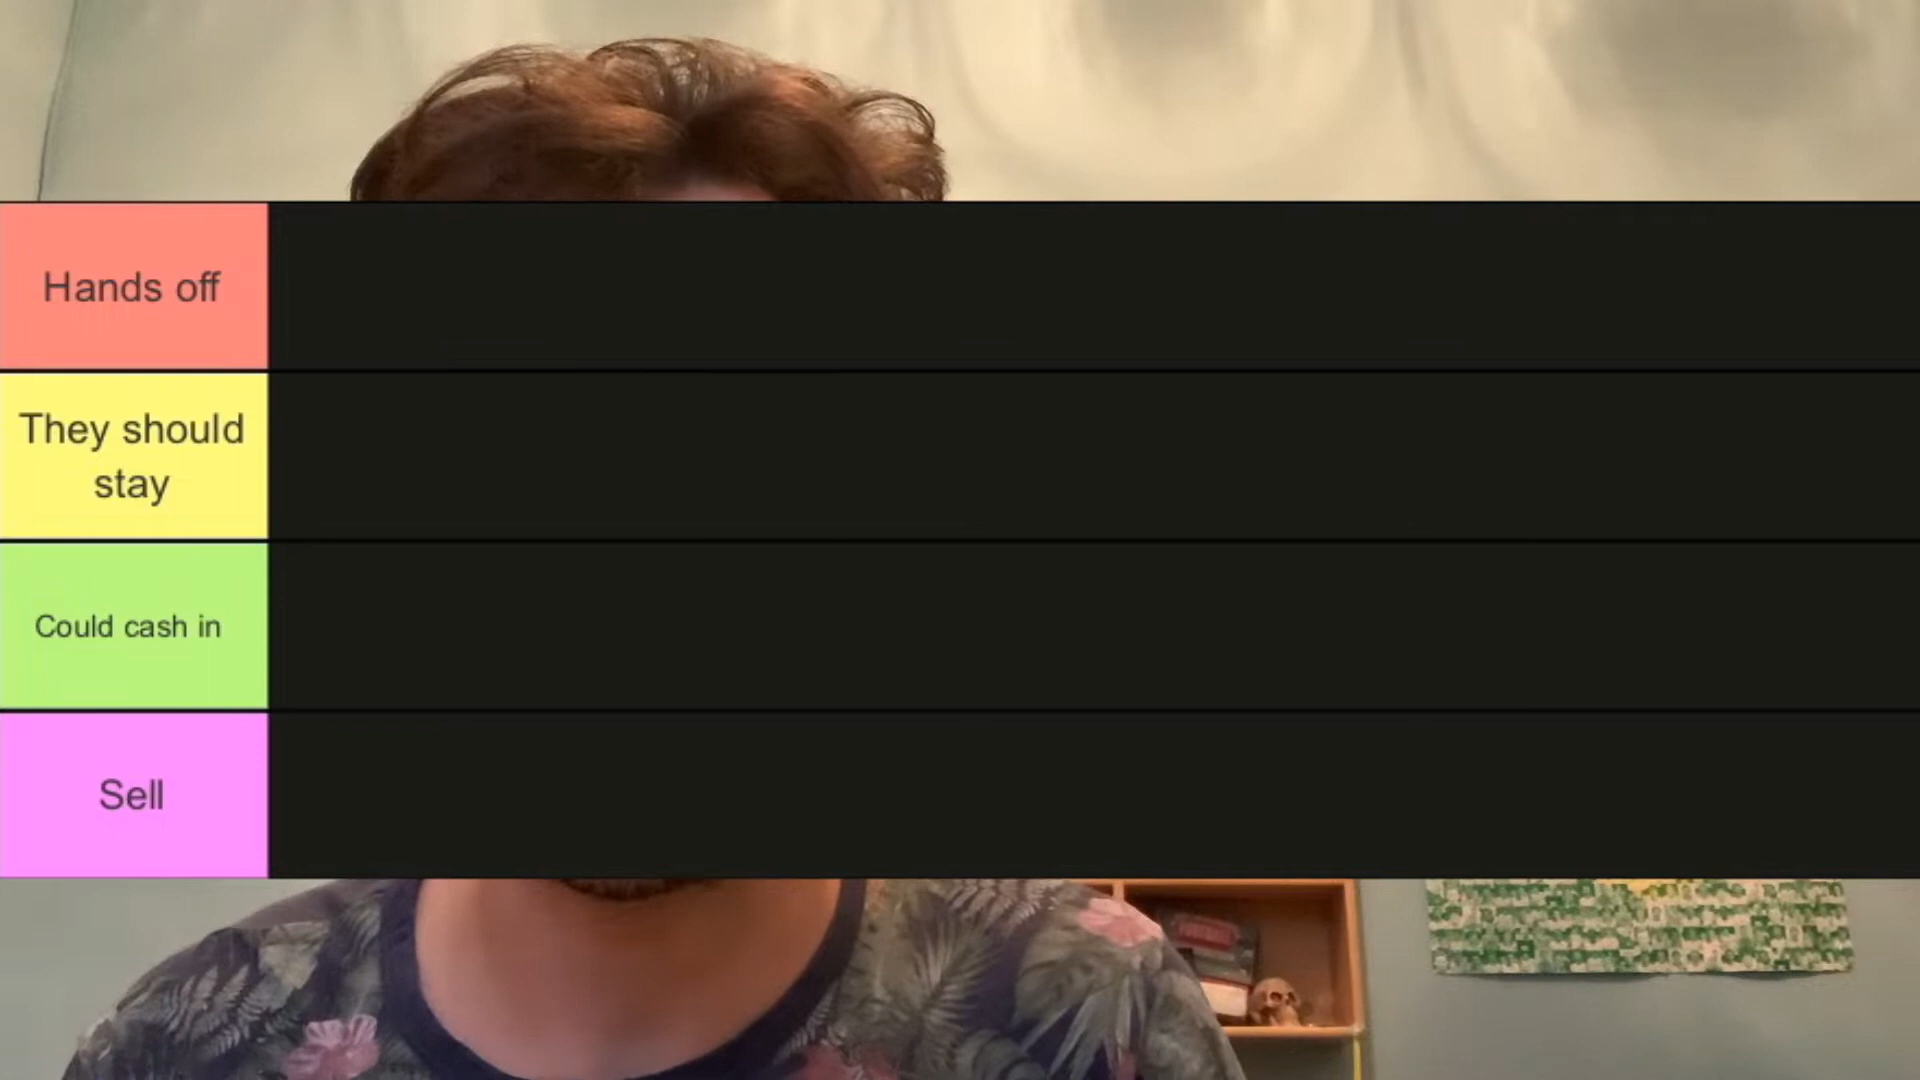 Hands off
They should
stay
Could cash in
Sell